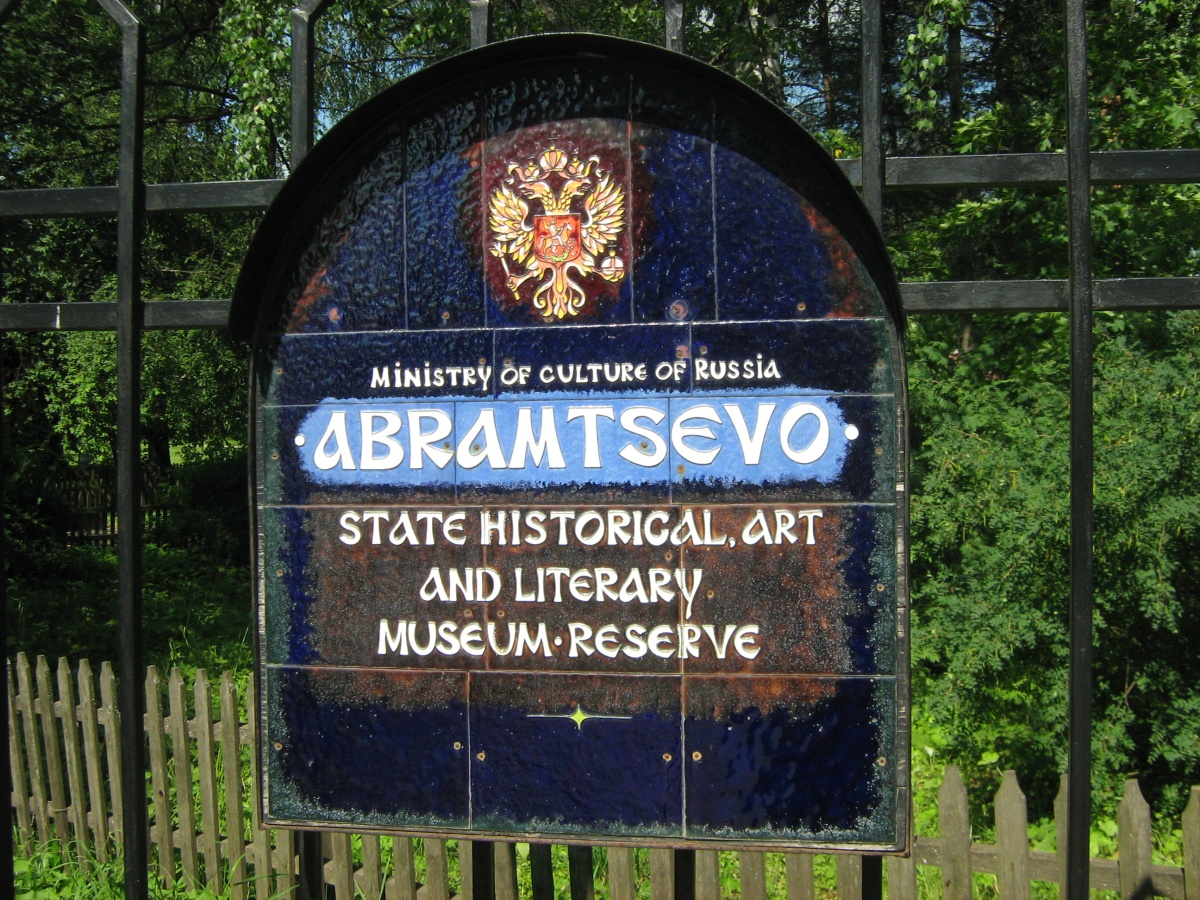 MINISTRY OF CULTURE OF RUSSIA
ABRAMTSEVO
STATE HISTORICAL, ART
AND LITERARY
MUSEUM·RESERVE